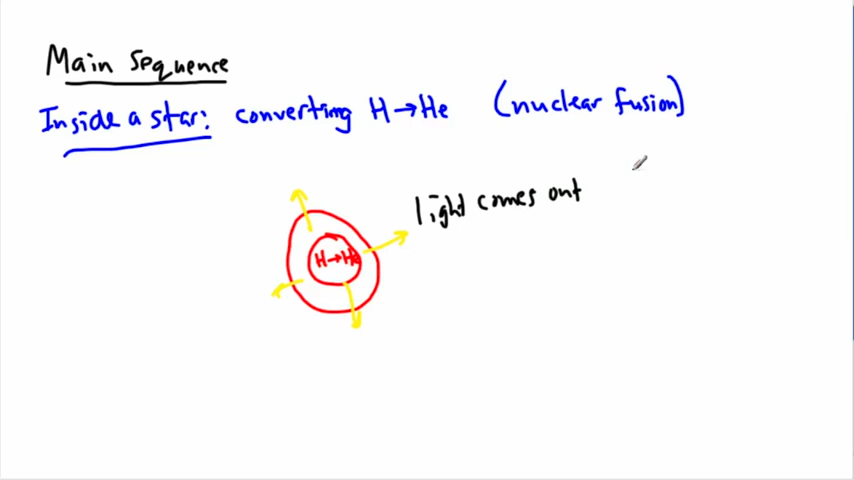 Main Sequence
Inside a star: converting H→He (nuclear fusion)
light comes out
H→He